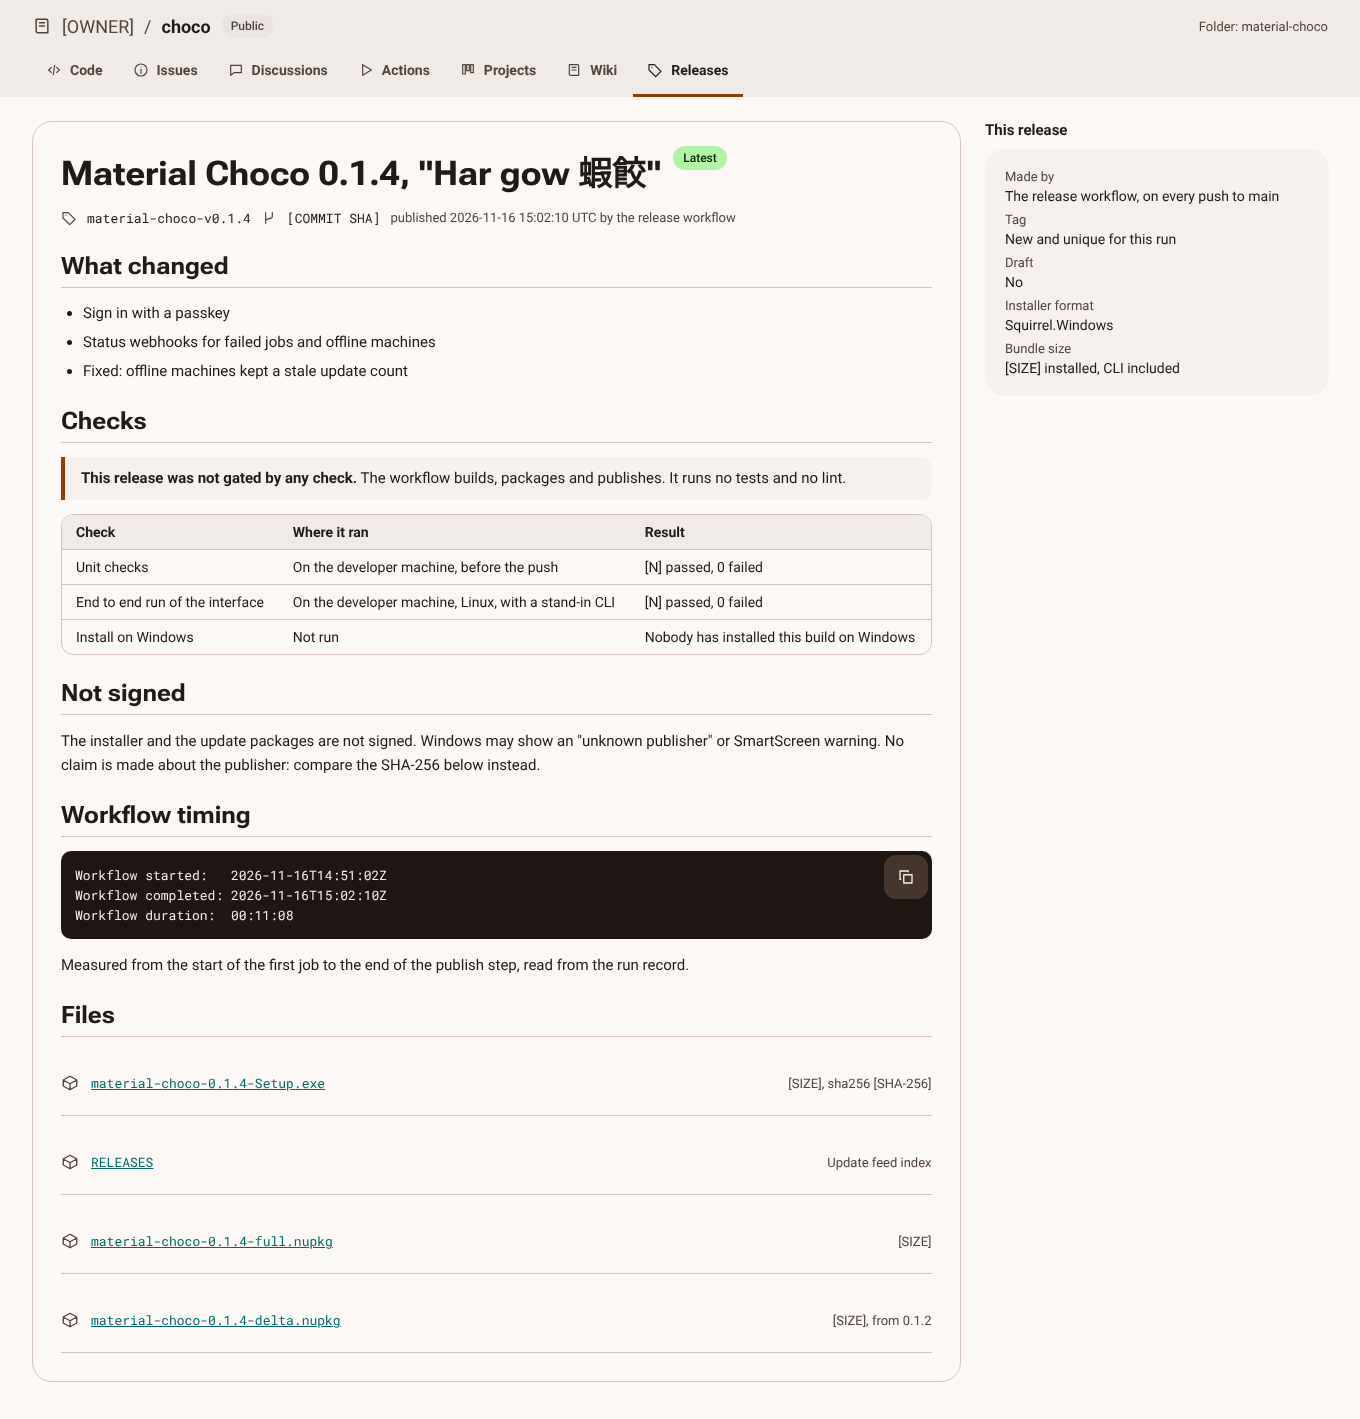 [OWNER] / choco Public
Folder: material-choco
Code Issues Discussions Actions Projects Wiki Releases
Material Choco 0.1.4, "Har gow 蝦餃" Latest
material-choco-v0.1.4 [COMMIT SHA] published 2026-11-16 15:02:10 UTC by the release workflow
What changed
Sign in with a passkey
Status webhooks for failed jobs and offline machines
Fixed: offline machines kept a stale update count
Checks
This release was not gated by any check. The workflow builds, packages and publishes. It runs no tests and no lint.
Check Where it ran Result
Unit checks On the developer machine, before the push [N] passed, 0 failed
End to end run of the interface On the developer machine, Linux, with a stand-in CLI [N] passed, 0 failed
Install on Windows Not run Nobody has installed this build on Windows
Not signed
The installer and the update packages are not signed. Windows may show an "unknown publisher" or SmartScreen warning. No
claim is made about the publisher: compare the SHA-256 below instead.
Workflow timing
Workflow started: 2026-11-16T14:51:02Z
Workflow completed: 2026-11-16T15:02:10Z
Workflow duration: 00:11:08
Measured from the start of the first job to the end of the publish step, read from the run record.
Files
material-choco-0.1.4-Setup.exe [SIZE], sha256 [SHA-256]
RELEASES Update feed index
material-choco-0.1.4-full.nupkg [SIZE]
material-choco-0.1.4-delta.nupkg [SIZE], from 0.1.2
This release
Made by
The release workflow, on every push to main
Tag
New and unique for this run
Draft
No
Installer format
Squirrel.Windows
Bundle size
[SIZE] installed, CLI included